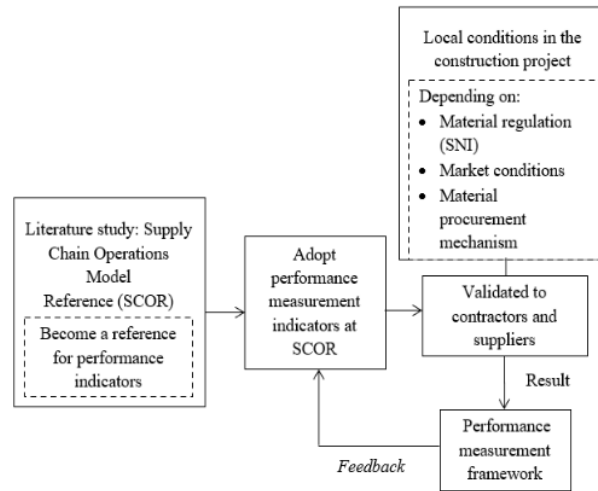 Local conditions in the
construction project
Depending on:
• Material regulation
(SNI)
• Market conditions
• Material
procurement
mechanism
Literature study: Supply
Chain Operations
Model
Reference (SCOR)
Become a reference
for performance
indicators
Adopt
performance
measurement
indicators at
SCOR
Validated to
contractors and
suppliers
Result
Performance
measurement
framework
Feedback